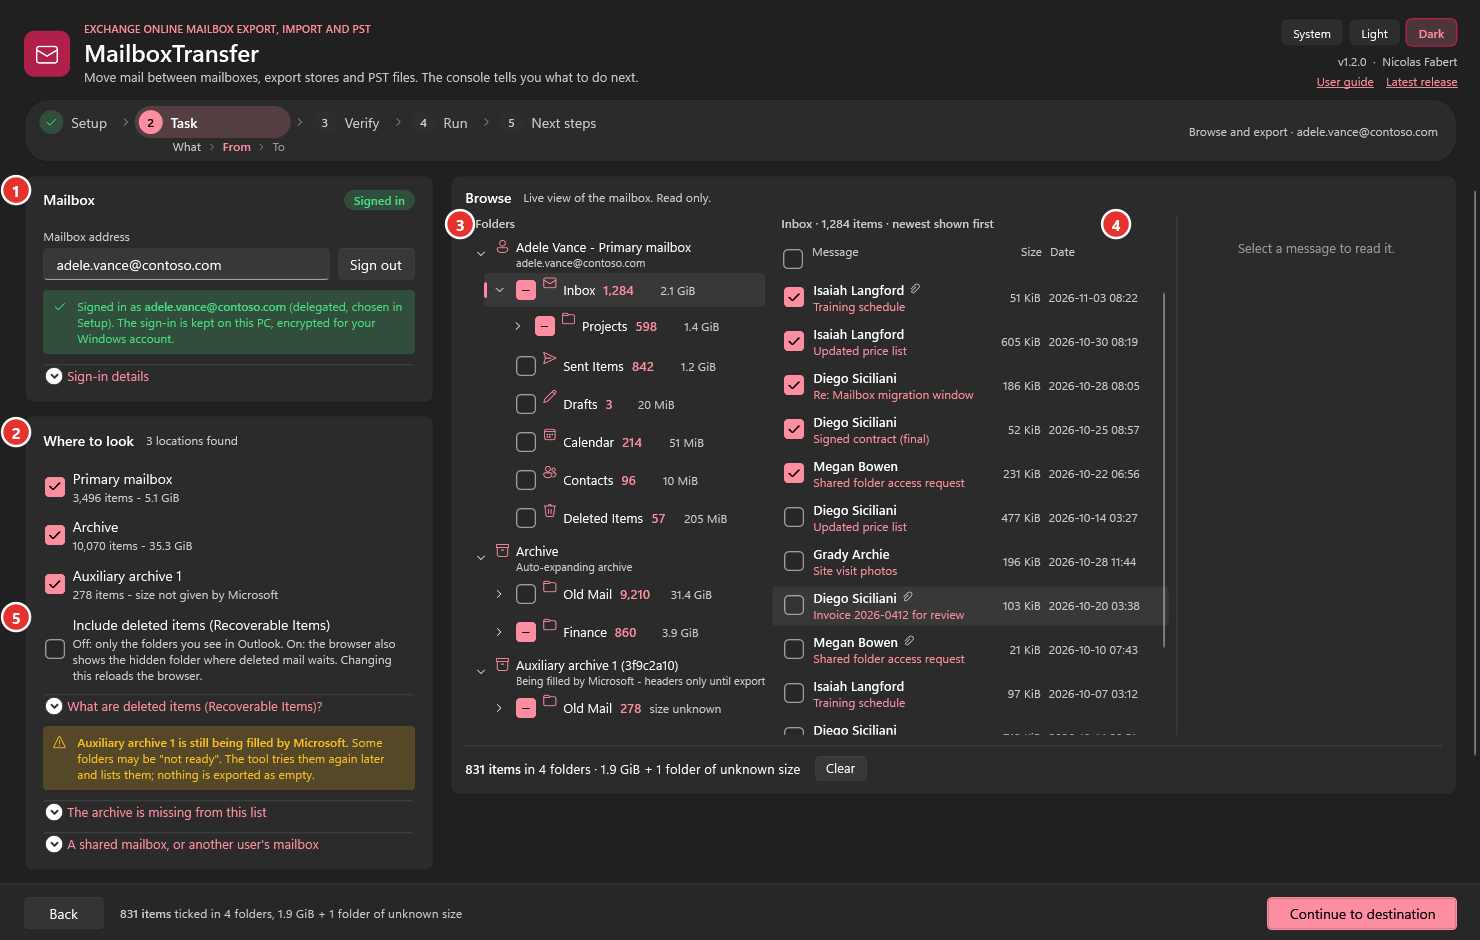 EXCHANGE ONLINE MAILBOX EXPORT, IMPORT AND PST
MailboxTransfer
Move mail between mailboxes, export stores and PST files. The console tells you what to do next.
System
Light
Dark
v1.2.0 · Nicolas Fabert
User guide
Latest release
Setup
2 Task
3 Verify
4 Run
5 Next steps
What
From
To
Browse and export · adele.vance@contoso.com
1
Mailbox
Signed in
Mailbox address
adele.vance@contoso.com
Sign out
Signed in as adele.vance@contoso.com (delegated, chosen in
Setup). The sign-in is kept on this PC, encrypted for your
Windows account.
Sign-in details
2
Where to look 3 locations found
Primary mailbox
3,496 items - 5.1 GiB
Archive
10,070 items - 35.3 GiB
Auxiliary archive 1
278 items - size not given by Microsoft
5
Include deleted items (Recoverable Items)
Off: only the folders you see in Outlook. On: the browser also
shows the hidden folder where deleted mail waits. Changing
this reloads the browser.
What are deleted items (Recoverable Items)?
Auxiliary archive 1 is still being filled by Microsoft. Some
folders may be "not ready". The tool tries them again later
and lists them; nothing is exported as empty.
The archive is missing from this list
A shared mailbox, or another user's mailbox
Browse Live view of the mailbox. Read only.
3
Folders
Adele Vance - Primary mailbox
adele.vance@contoso.com
Inbox 1,284 2.1 GiB
Projects 598 1.4 GiB
Sent Items 842 1.2 GiB
Drafts 3 20 MiB
Calendar 214 51 MiB
Contacts 96 10 MiB
Deleted Items 57 205 MiB
Archive
Auto-expanding archive
Old Mail 9,210 31.4 GiB
Finance 860 3.9 GiB
Auxiliary archive 1 (3f9c2a10)
Being filled by Microsoft - headers only until export
Old Mail 278 size unknown
Inbox · 1,284 items · newest shown first
4
Message Size Date
Isaiah Langford
Training schedule
51 KiB 2026-11-03 08:22
Isaiah Langford
Updated price list
605 KiB 2026-10-30 08:19
Diego Siciliani
Re: Mailbox migration window
186 KiB 2026-10-28 08:05
Diego Siciliani
Signed contract (final)
52 KiB 2026-10-25 08:57
Megan Bowen
Shared folder access request
231 KiB 2026-10-22 06:56
Diego Siciliani
Updated price list
477 KiB 2026-10-14 03:27
Grady Archie
Site visit photos
196 KiB 2026-10-28 11:44
Diego Siciliani
Invoice 2026-0412 for review
103 KiB 2026-10-20 03:38
Megan Bowen
Shared folder access request
21 KiB 2026-10-10 07:43
Isaiah Langford
Training schedule
97 KiB 2026-10-07 03:12
Diego Siciliani
Select a message to read it.
831 items in 4 folders · 1.9 GiB + 1 folder of unknown size
Clear
Back
831 items ticked in 4 folders, 1.9 GiB + 1 folder of unknown size
Continue to destination